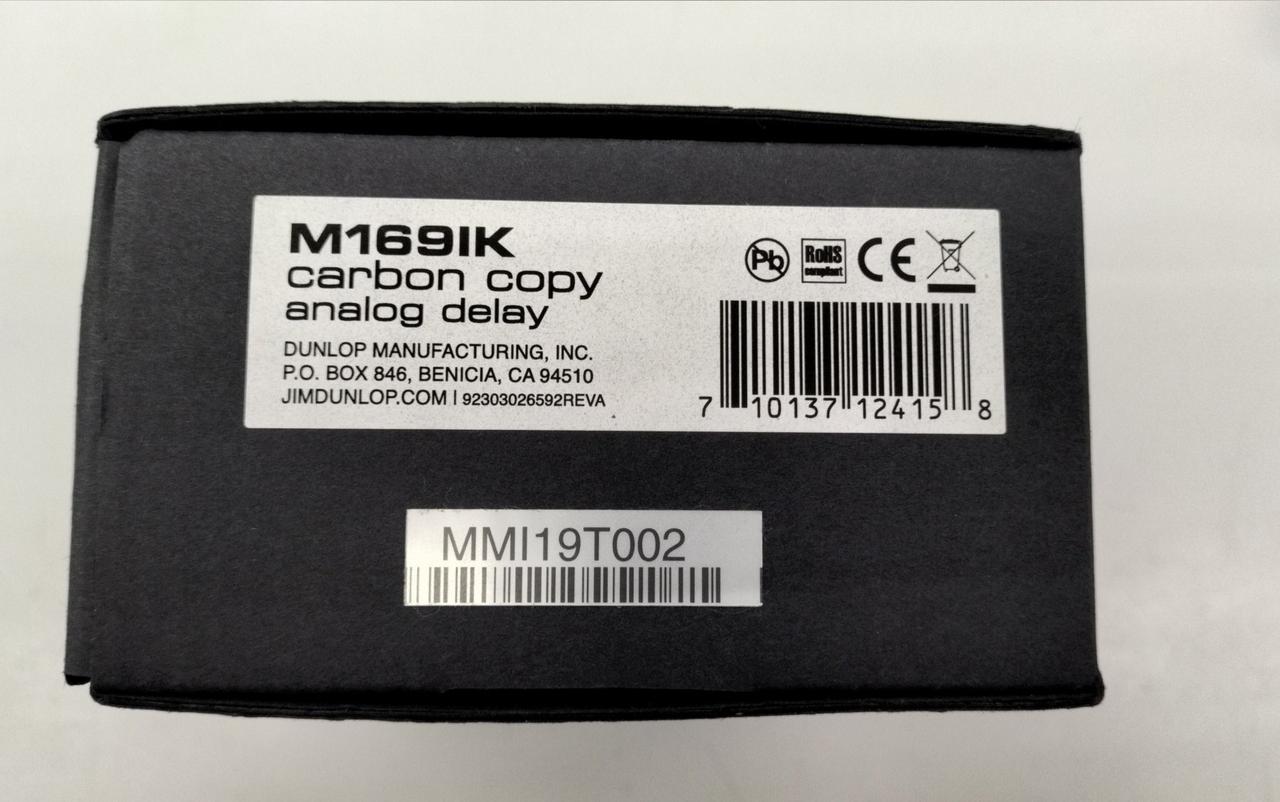 M169IK
carbon copy
analog delay
DUNLOP MANUFACTURING, INC.
P.O. BOX 846, BENICIA, CA 94510
JIMDUNLOP.COM | 92303026592REVA
Pb
RoHS
compliant
CE
7 10137 12415 8
MMI19T002